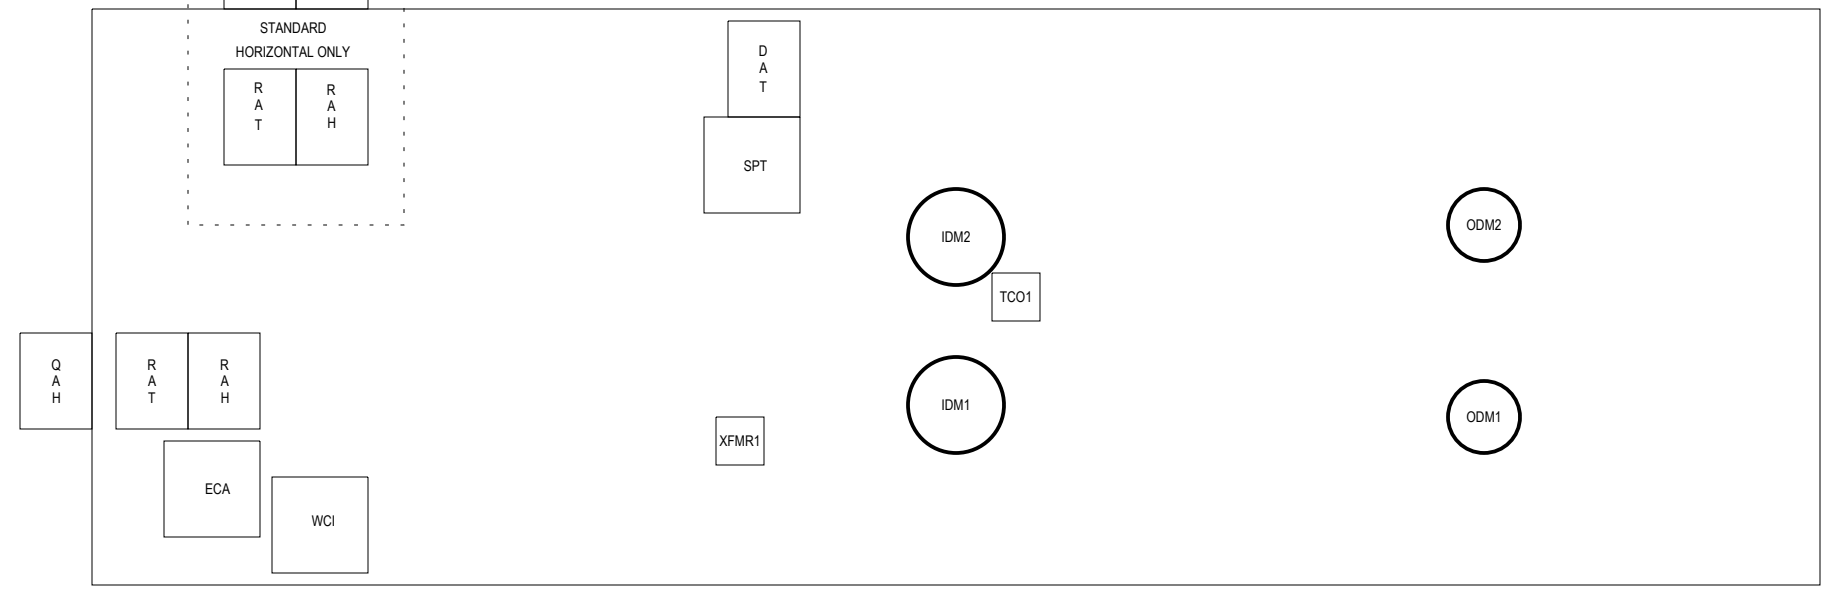 STANDARD
HORIZONTAL ONLY
R
A
T
R
A
H
D
A
T
SPT
IDM2
ODM2
TCO1
Q
A
H
R
A
T
R
A
H
IDM1
ODM1
XFMR1
ECA
WCI